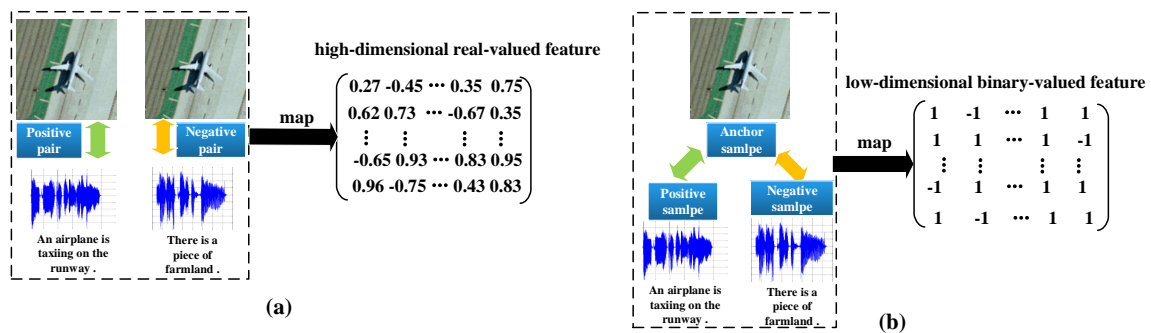 Positive
pair
Negative
pair
An airplane is
taxiing on the
runway .
There is a
piece of
farmland .
map
high-dimensional real-valued feature
0.27 -0.45 ··· 0.35 0.75
0.62 0.73 ··· -0.67 0.35
⋮ ⋮ ⋮ ⋮
-0.65 0.93 ··· 0.83 0.95
0.96 -0.75 ··· 0.43 0.83
(a)
Anchor
samlpe
Positive
samlpe
Negative
samlpe
An airplane is
taxiing on the
runway .
There is a
piece of
farmland .
map
low-dimensional binary-valued feature
1 -1 ··· 1 1
1 1 ··· 1 -1
⋮ ⋮ ⋮ ⋮
-1 1 ··· 1 1
1 -1 ··· 1 1
(b)